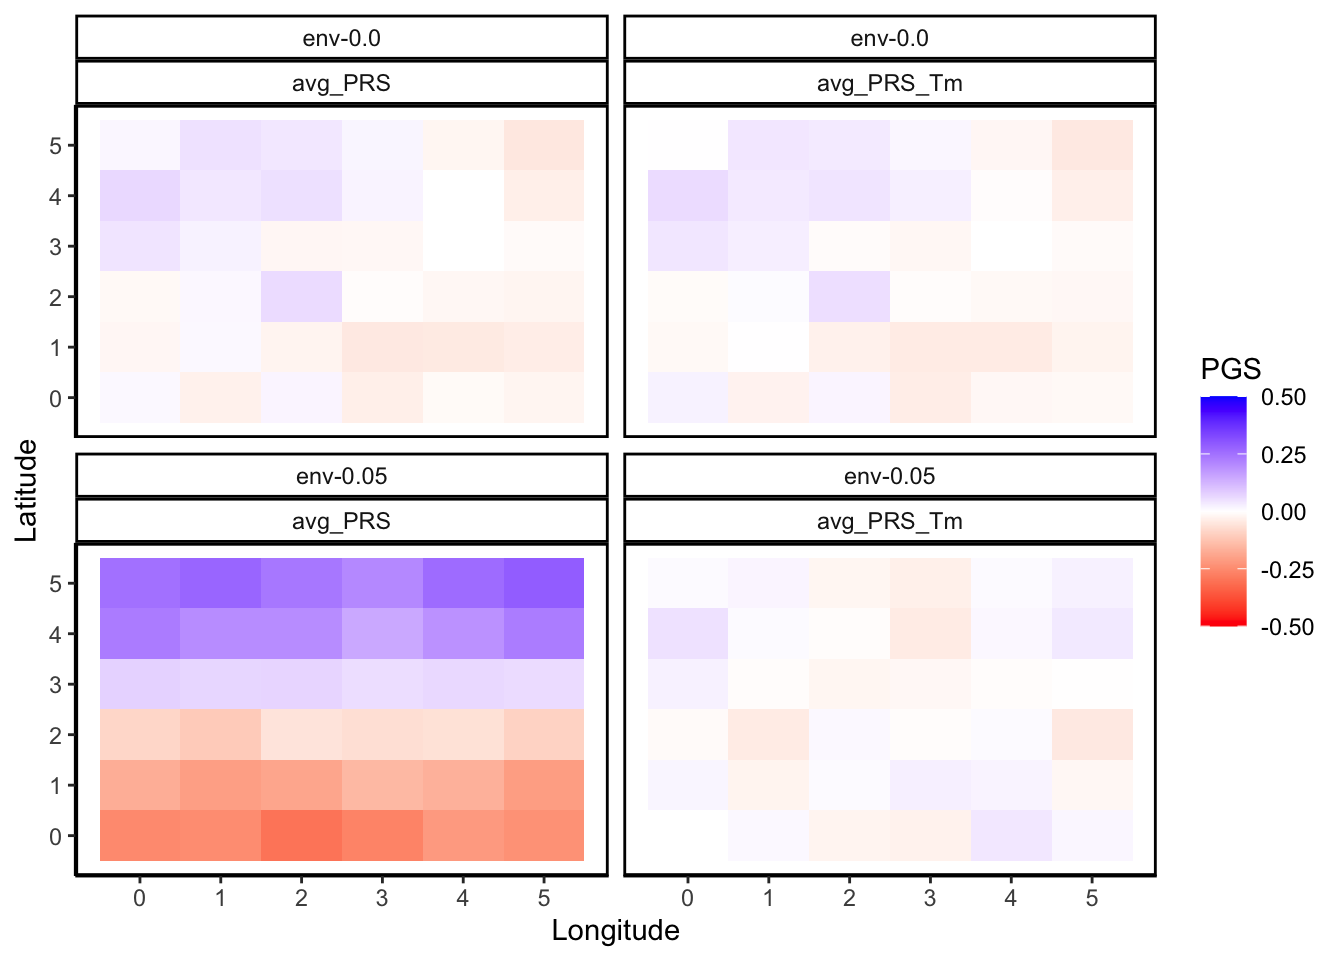 env-0.0
env-0.0
avg_PRS
avg_PRS_Tm
5
4
3
2
1
0
env-0.05
env-0.05
avg_PRS
avg_PRS_Tm
5
4
3
2
1
0
0 1 2 3 4 5
0 1 2 3 4 5
Longitude
Latitude
PGS
0.50
0.25
0.00
-0.25
-0.50